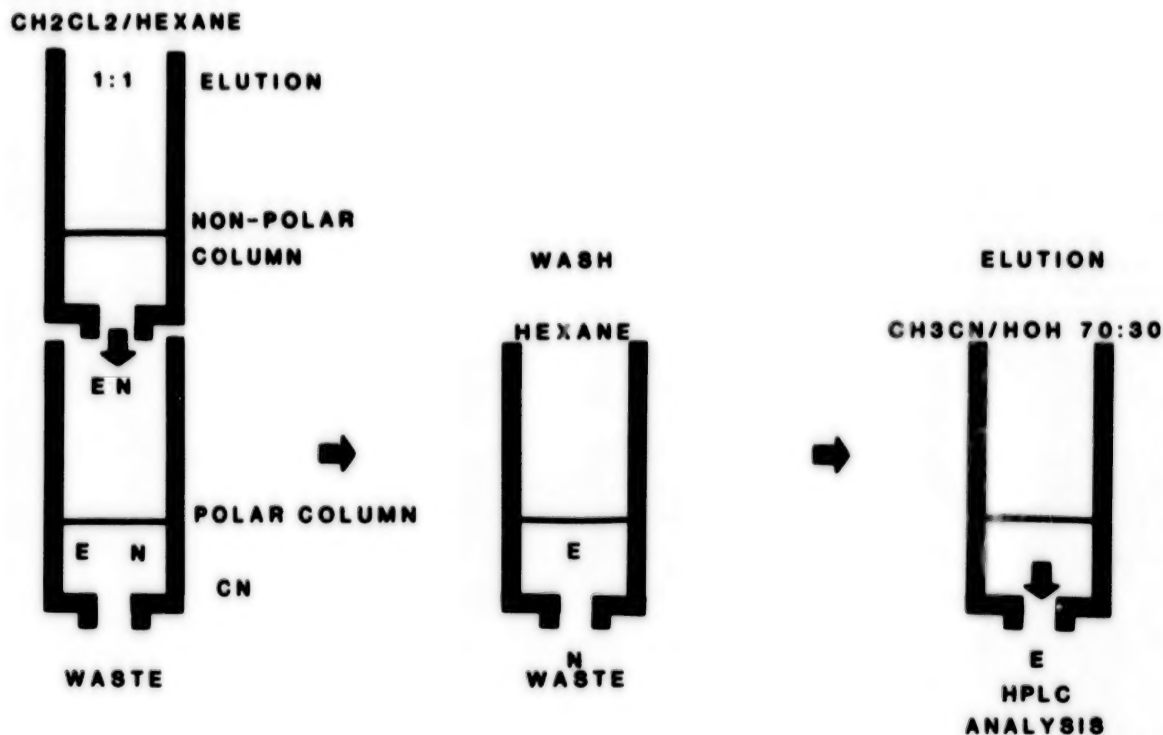 CH2CL2/HEXANE
1:1 ELUTION
NON-POLAR
COLUMN
E N
POLAR COLUMN
E N
CN
WASTE
WASH
HEXANE
E
N
WASTE
ELUTION
CH3CN/HOH 70:30
E
HPLC
ANALYSIS